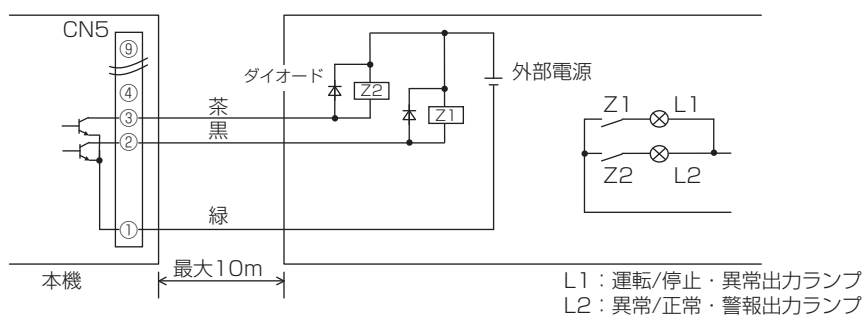 CN5
⑨
④
③
②
①
茶
黒
緑
ダイオード
Z2
Z1
外部電源
Z1 L1
Z2 L2
本機
最大10m
L1：運転/停止・異常出力ランプ
L2：異常/正常・警報出力ランプ